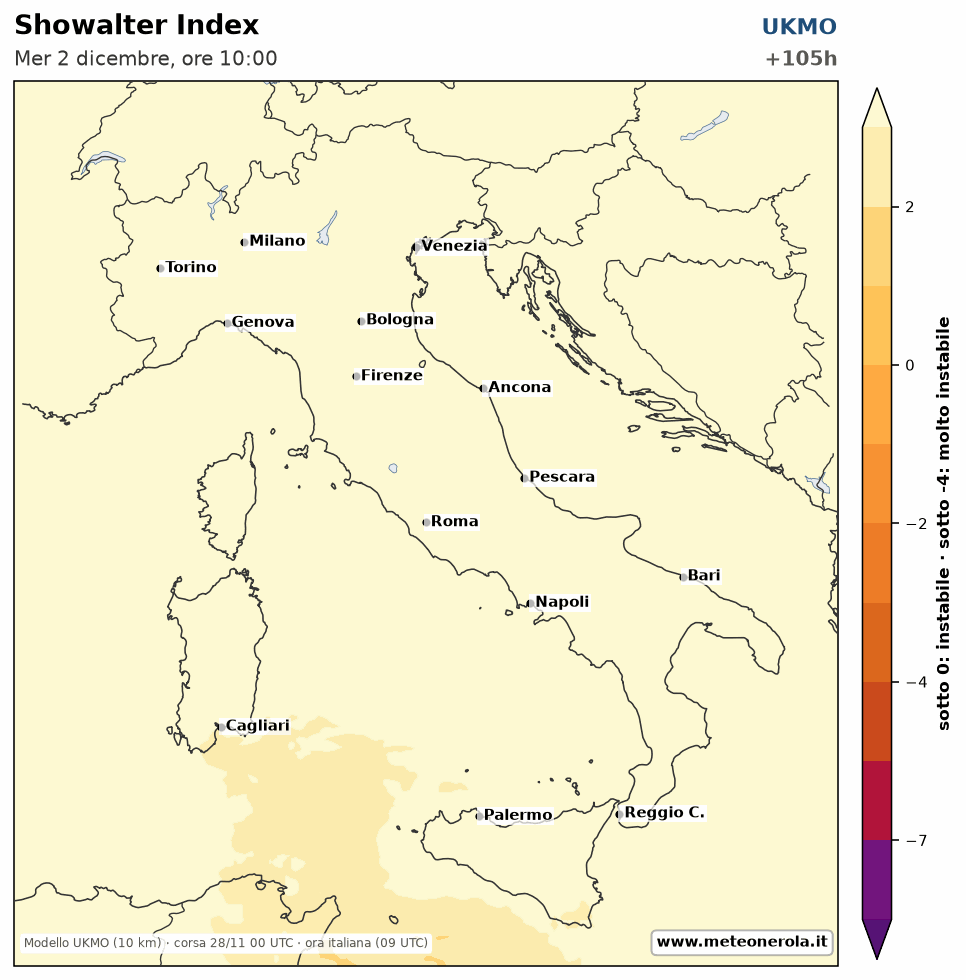 Showalter Index
UKMO
Mer 2 dicembre, ore 10:00
+105h
Milano
Venezia
Torino
Genova
Bologna
Firenze
Ancona
Pescara
Roma
Bari
Napoli
Cagliari
Palermo
Reggio C.
2
0
−2
−4
−7
sotto 0: instabile · sotto -4: molto instabile
Modello UKMO (10 km) · corsa 28/11 00 UTC · ora italiana (09 UTC)
www.meteonerola.it